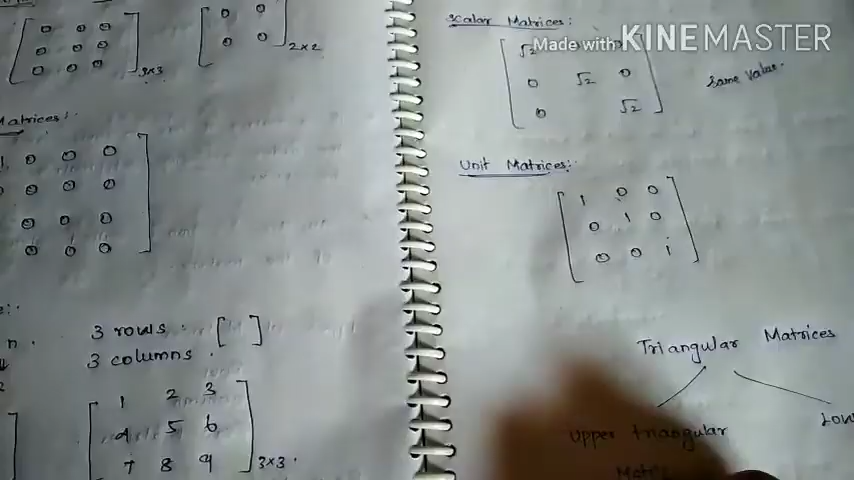 0 0 0
0 0 0
0 0 0
3×3
0 0
0 0
2×2
Matrices:
1 0 0 0
0 0 0 0
0 0 0
0 0 0
n. 3 rows: [ ]
3 columns.
1 2 3
4 5 6
7 8 9
3×3.
Scalar Matrices:
Made with KINEMASTER
√2
0 √2 0
0 √2
Same value.
Unit Matrices:
1 0 0
0 1 0
0 0 1
Triangular Matrices
Upper triangular